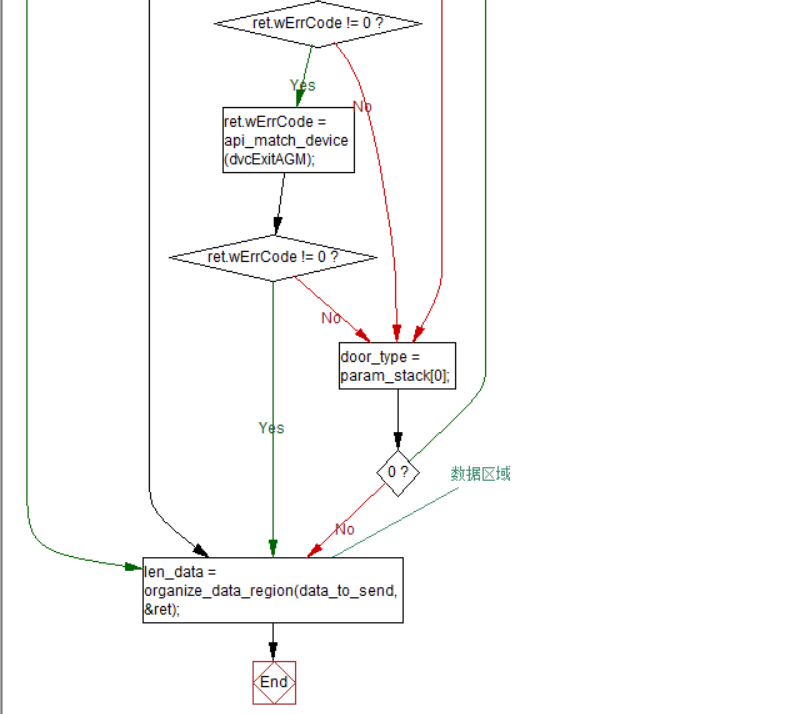 ret.wErrCode != 0 ?
Yes
No
ret.wErrCode =
api_match_device
(dvcExitAGM);
ret.wErrCode != 0 ?
No
door_type =
param_stack[0];
Yes
0 ?
数据区域
No
len_data =
organize_data_region(data_to_send,
&ret);
End